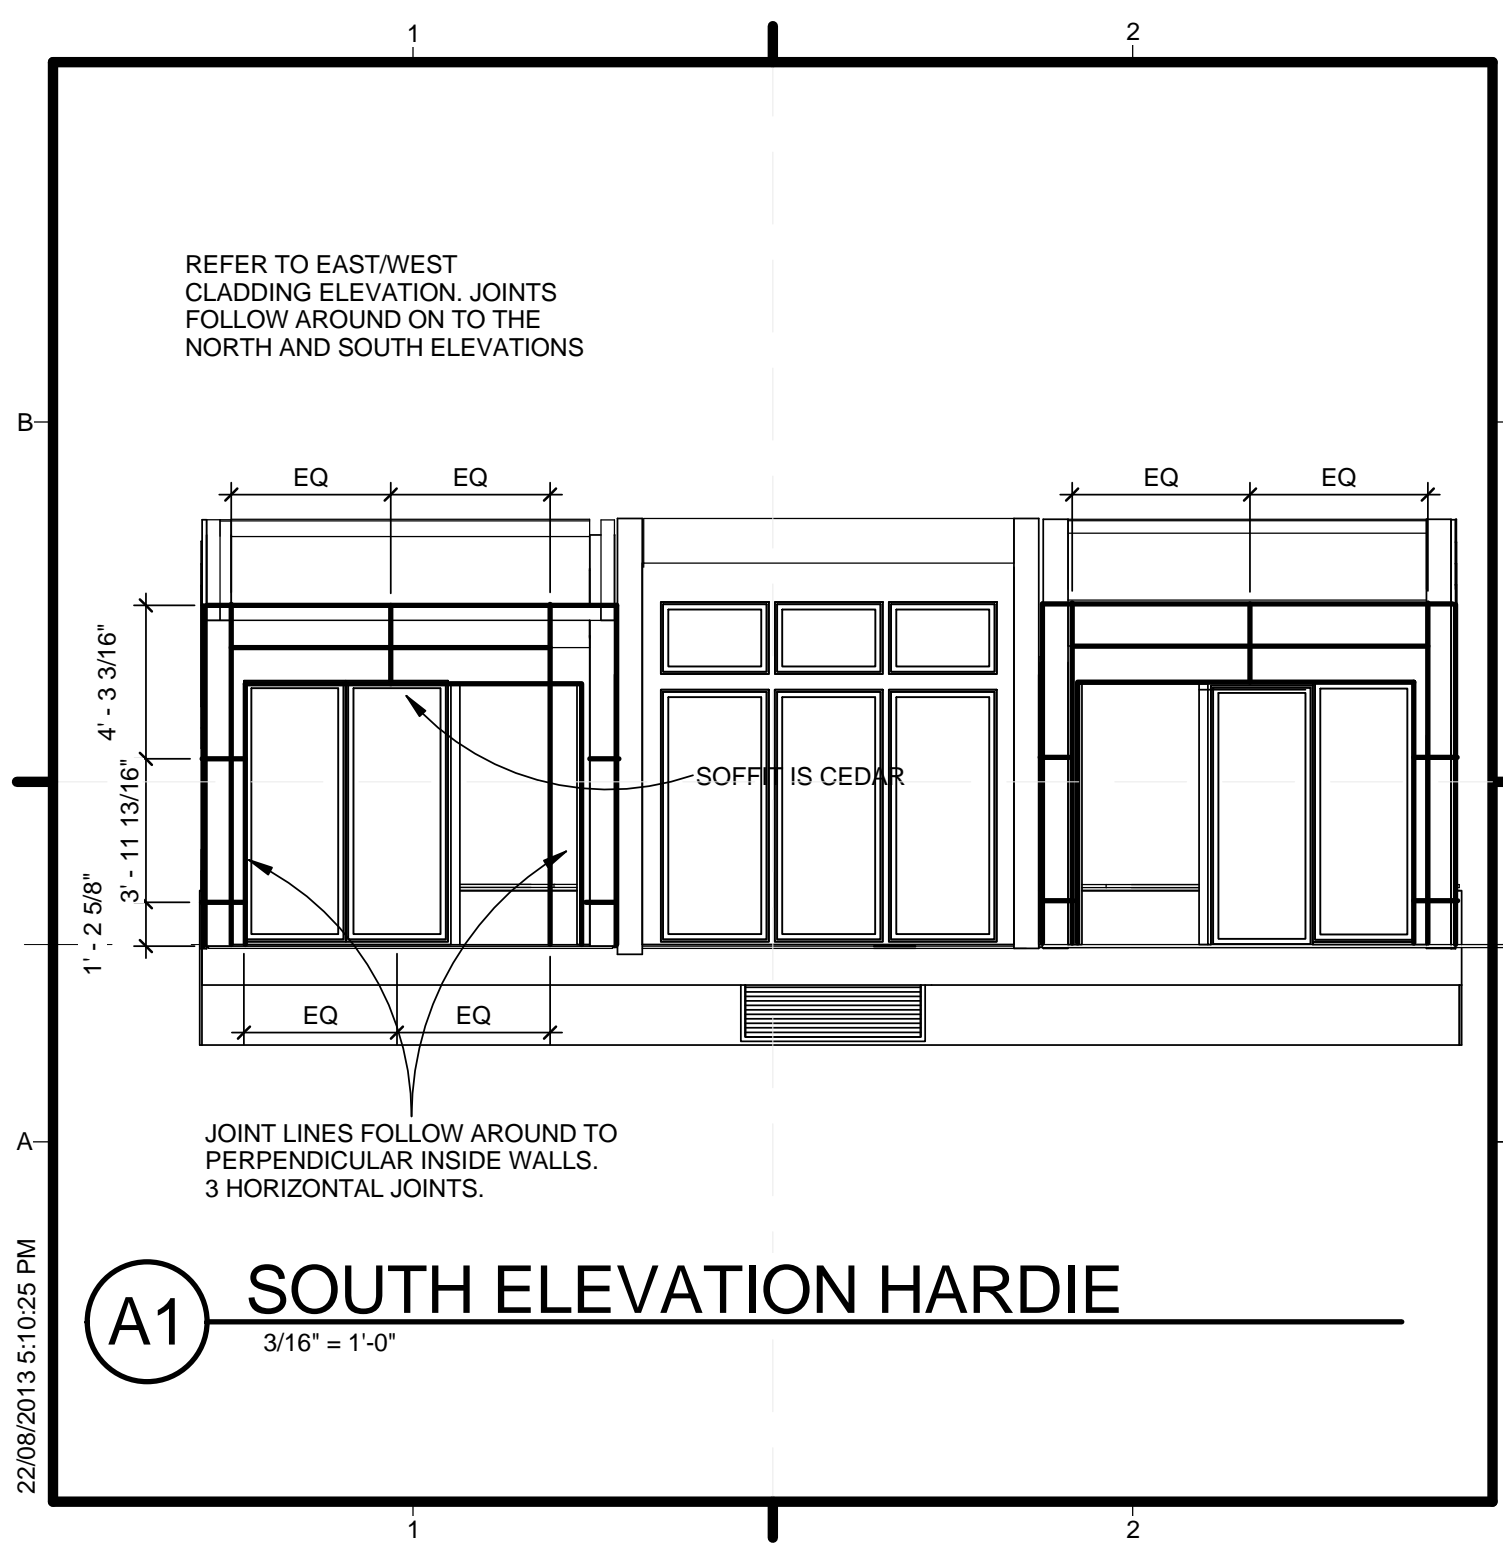 1
2
REFER TO EAST/WEST
CLADDING ELEVATION. JOINTS
FOLLOW AROUND ON TO THE
NORTH AND SOUTH ELEVATIONS
B
EQ
EQ
EQ
EQ
4' - 3 3/16"
3' - 11 13/16"
1' - 2 5/8"
SOFFIT IS CEDAR
EQ
EQ
A
JOINT LINES FOLLOW AROUND TO
PERPENDICULAR INSIDE WALLS.
3 HORIZONTAL JOINTS.
A1
SOUTH ELEVATION HARDIE
3/16" = 1'-0"
22/08/2013 5:10:25 PM
1
2